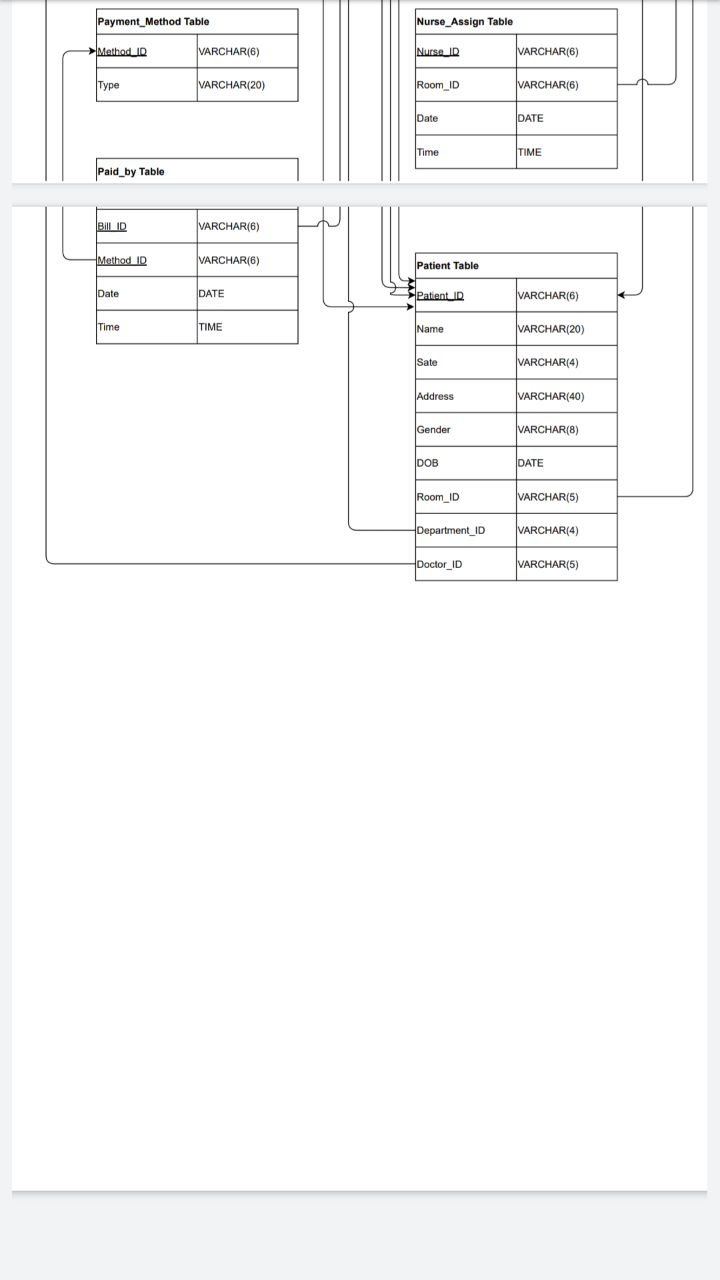 Payment_Method Table
Method_ID VARCHAR(6)
Type VARCHAR(20)
Nurse_Assign Table
Nurse_ID VARCHAR(6)
Room_ID VARCHAR(6)
Date DATE
Time TIME
Paid_by Table
Bill_ID VARCHAR(6)
Method_ID VARCHAR(6)
Date DATE
Time TIME
Patient Table
Patient_ID VARCHAR(6)
Name VARCHAR(20)
Sate VARCHAR(4)
Address VARCHAR(40)
Gender VARCHAR(8)
DOB DATE
Room_ID VARCHAR(5)
Department_ID VARCHAR(4)
Doctor_ID VARCHAR(5)